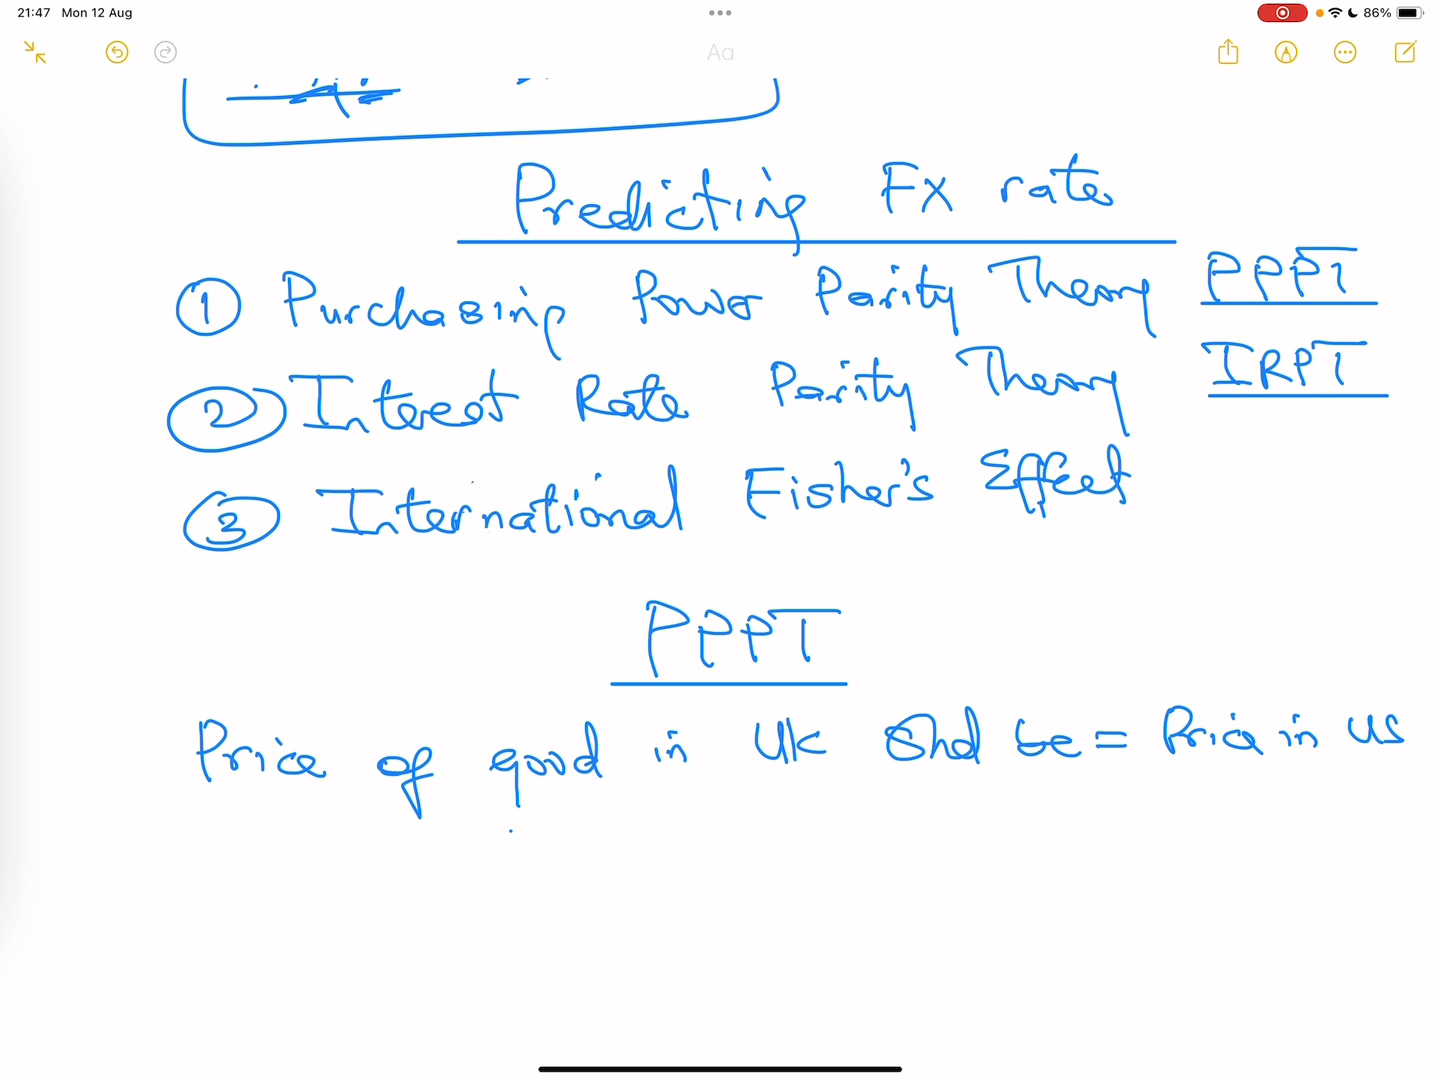 21:47 Mon 12 Aug 86%
Aa
Predicting FX rate
1 Purchasing Power Parity Theory PPPT
2 Interest Rate Parity Theory IRPT
3 International Fisher's Effect
PPPT
Price of good in UK Shd be = Price in US